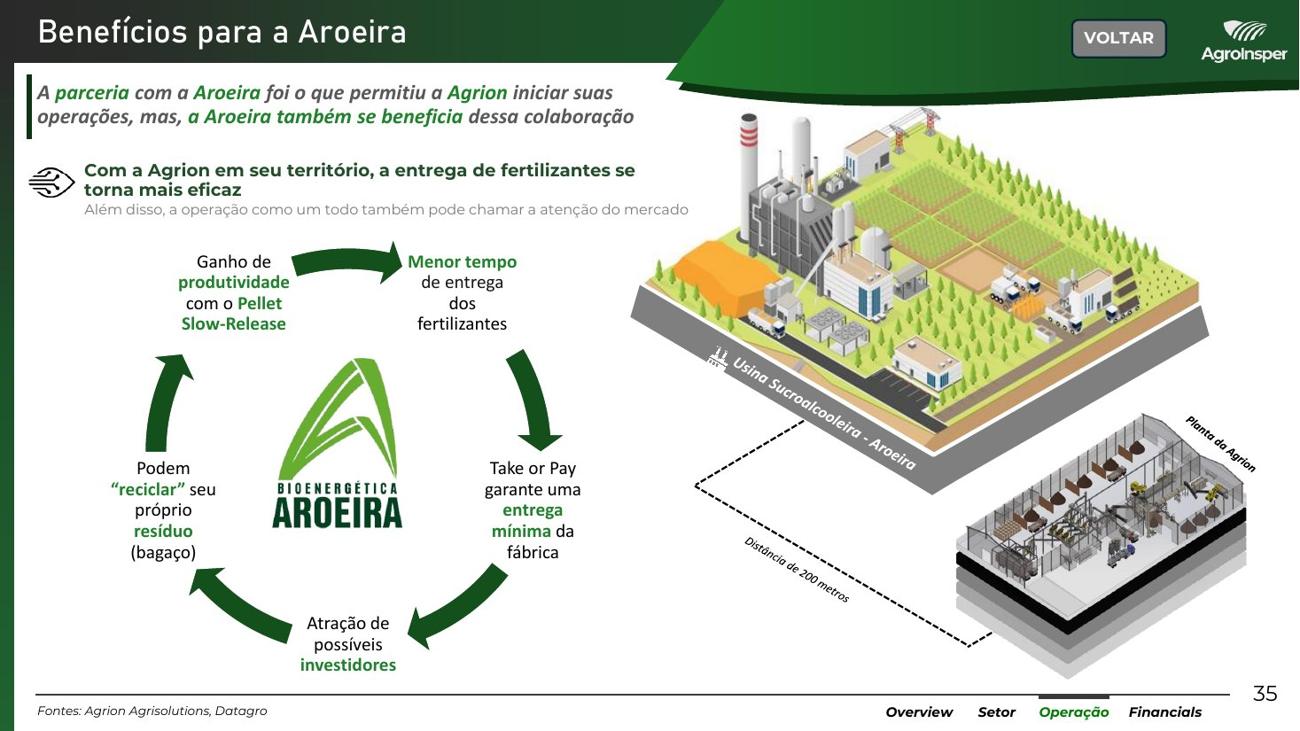 Benefícios para a Aroeira
VOLTAR
AgroInsper
A parceria com a Aroeira foi o que permitiu a Agrion iniciar suas
operações, mas, a Aroeira também se beneficia dessa colaboração
Com a Agrion em seu território, a entrega de fertilizantes se
torna mais eficaz
Além disso, a operação como um todo também pode chamar a atenção do mercado
Ganho de
produtividade
com o Pellet
Slow-Release
Menor tempo
de entrega
dos
fertilizantes
Take or Pay
garante uma
entrega
mínima da
fábrica
Atração de
possíveis
investidores
Podem
“reciclar” seu
próprio
resíduo
(bagaço)
BIOENERGÉTICA
AROEIRA
Usina Sucroalcooleira - Aroeira
Planta da Agrion
Distância de 200 metros
Fontes: Agrion Agrisolutions, Datagro
Overview Setor Operação Financials
35